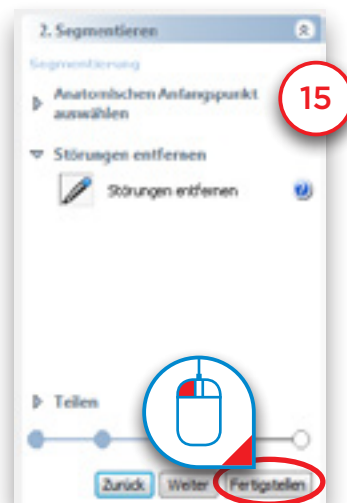 2. Segmentieren
Segmentierung
Anatomischen Anfangspunkt
auswählen
15
Störungen entfernen
Störungen entfernen
Teilen
Zurück Weiter Fertigstellen